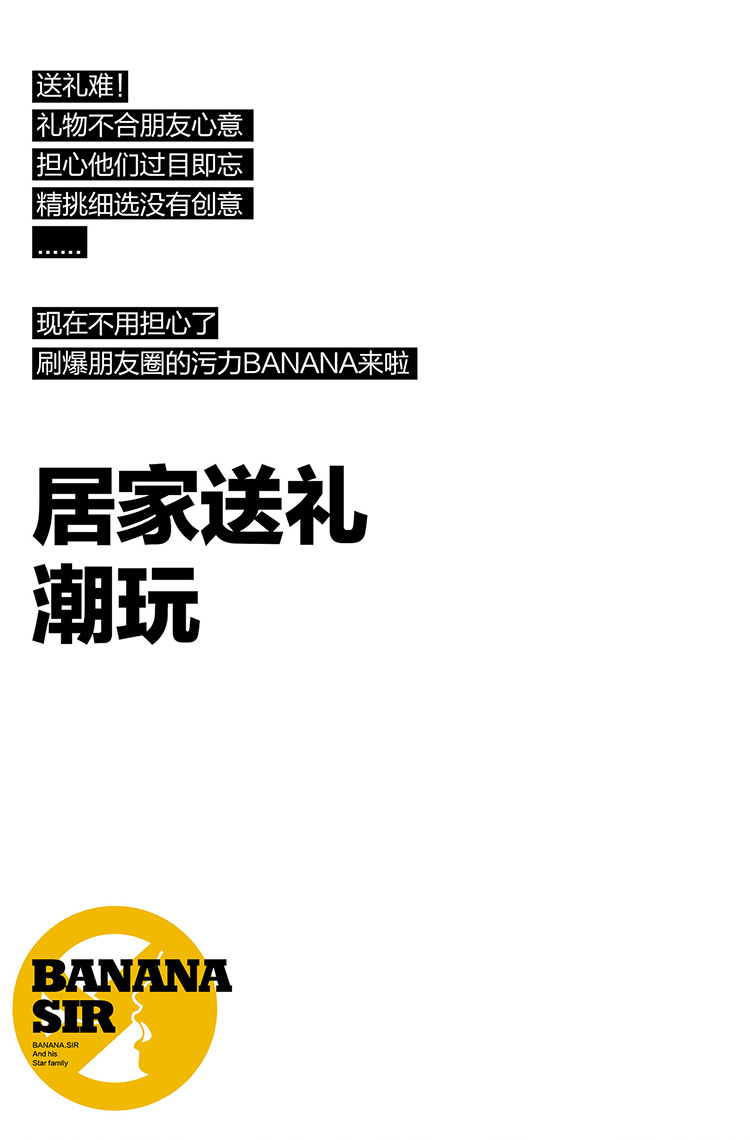 送礼难！
礼物不合朋友心意
担心他们过目即忘
精挑细选没有创意
......
现在不用担心了
刷爆朋友圈的污力BANANA来啦
居家送礼
潮玩
BANANA
SIR
BANANA.SIR
And his
Star family